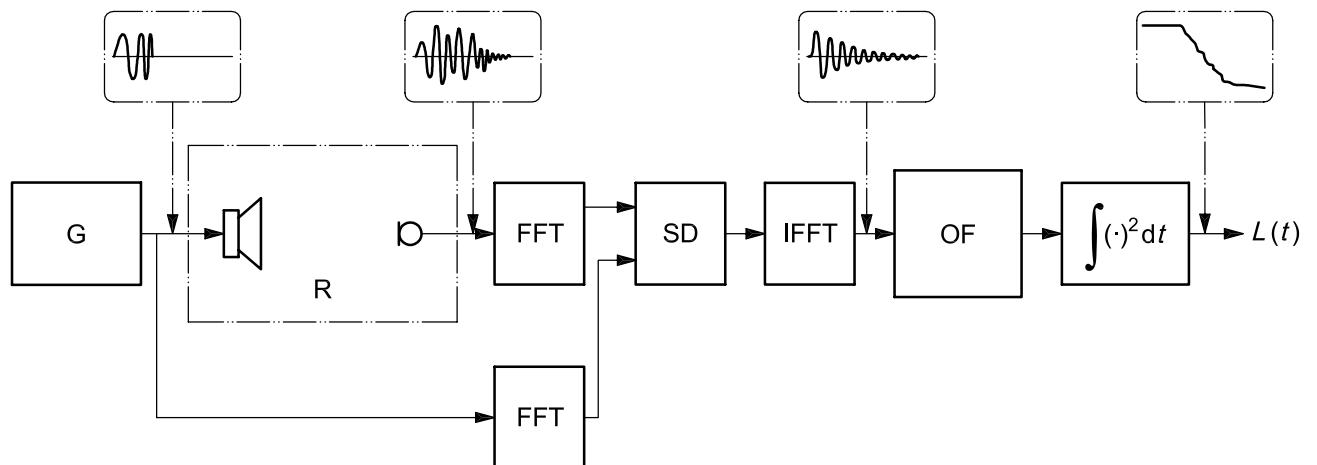 G
R
FFT
SD
IFFT
OF
∫(·)²dt
L(t)
FFT